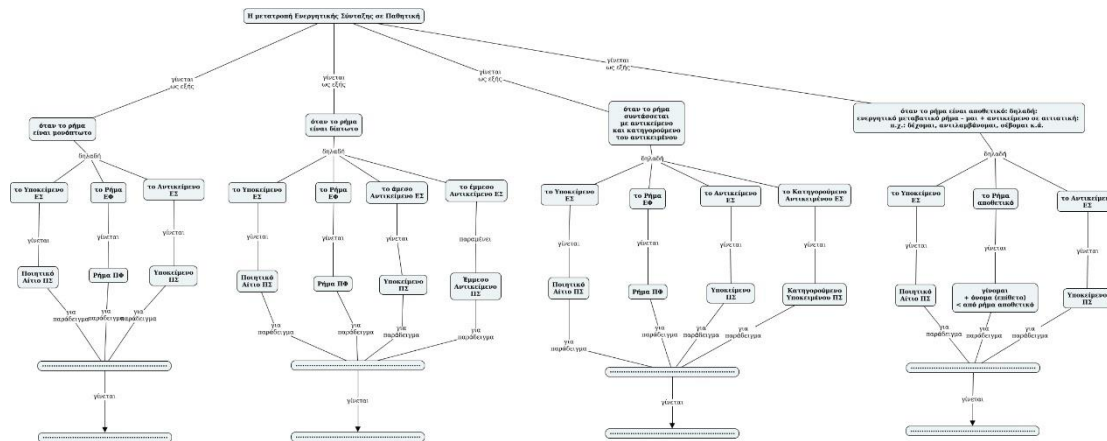 Η μετατροπή Ενεργητικής Σύνταξης σε Παθητική
γίνεται
ως εξής
γίνεται
ως εξής
γίνεται
ως εξής
γίνεται
ως εξής
όταν το ρήμα
είναι μονόπτωτο
όταν το ρήμα
είναι δίπτωτο
όταν το ρήμα
συντάσσεται
με αντικείμενο
και κατηγορούμενο
του αντικειμένου
όταν το ρήμα είναι αποθετικό: δηλαδή:
ενεργητικό μεταβατικό ρήμα - μαι + αντικείμενο σε αιτιατική:
π.χ.: δέχομαι, αντιλαμβάνομαι, σέβομαι κ.ά.
δηλαδή
δηλαδή
δηλαδή
δηλαδή
το Υποκείμενο
ΕΣ
το Ρήμα
ΕΦ
το Αντικείμενο
ΕΣ
το Υποκείμενο
ΕΣ
το Ρήμα
ΕΦ
το άμεσο
Αντικείμενο ΕΣ
το έμμεσο
Αντικείμενο ΕΣ
το Υποκείμενο
ΕΣ
το Ρήμα
ΕΦ
το Αντικείμενο
ΕΣ
το Κατηγορούμενο
Αντικειμένου ΕΣ
το Υποκείμενο
ΕΣ
το Ρήμα
αποθετικό
το Αντικείμενο
ΕΣ
γίνεται
γίνεται
γίνεται
γίνεται
γίνεται
γίνεται
παραμένει
γίνεται
γίνεται
γίνεται
γίνεται
γίνεται
γίνεται
γίνεται
Ποιητικό
Αίτιο ΠΣ
Ρήμα ΠΦ
Υποκείμενο
ΠΣ
Ποιητικό
Αίτιο ΠΣ
Ρήμα ΠΦ
Υποκείμενο
ΠΣ
Έμμεσο
Αντικείμενο ΠΣ
Ποιητικό
Αίτιο ΠΣ
Ρήμα ΠΦ
Υποκείμενο
ΠΣ
Κατηγορούμενο
Υποκειμένου ΠΣ
Ποιητικό
Αίτιο ΠΣ
γίνομαι
+ όνομα (επίθετο)
< από ρήμα αποθετικό
Υποκείμενο
ΠΣ
για
παράδειγμα
για
παράδειγμα
για
παράδειγμα
για
παράδειγμα
για
παράδειγμα
για
παράδειγμα
για
παράδειγμα
για
παράδειγμα
για
παράδειγμα
για
παράδειγμα
για
παράδειγμα
για
παράδειγμα
για
παράδειγμα
για
παράδειγμα
γίνεται
γίνεται
γίνεται
γίνεται